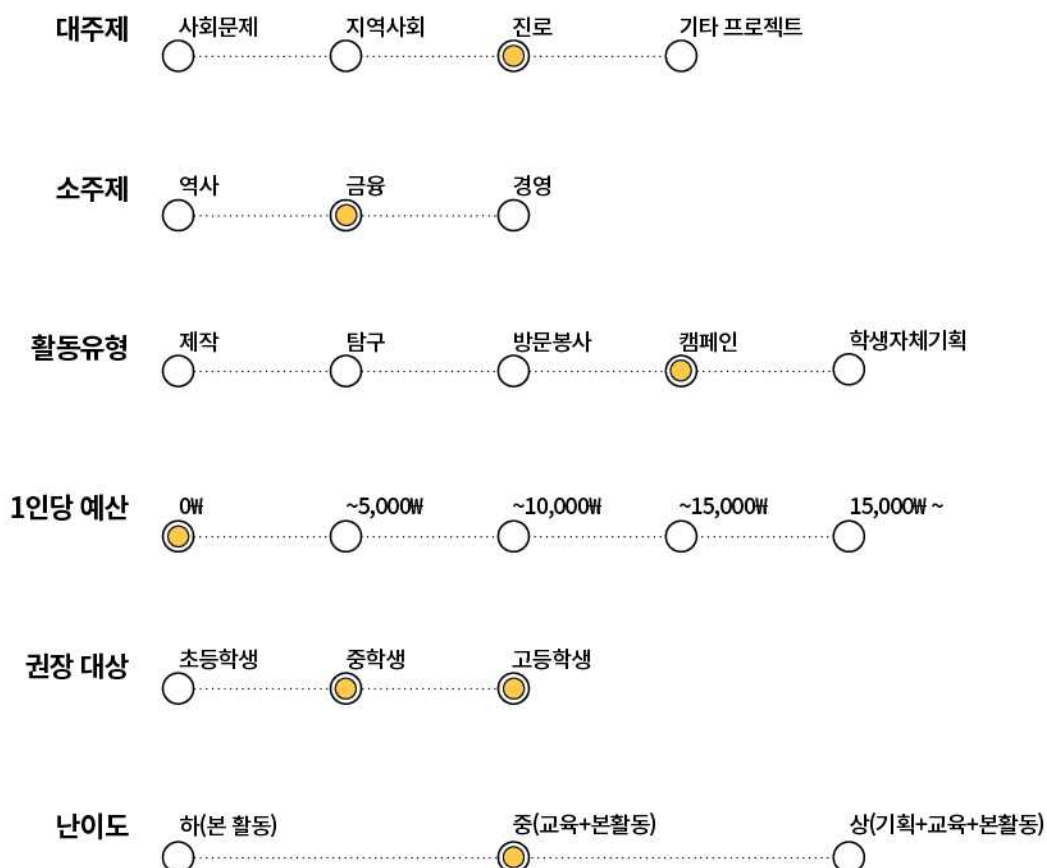 대주제 사회문제 지역사회 진로 기타 프로젝트
소주제 역사 금융 경영
활동유형 제작 탐구 방문봉사 캠페인 학생자체기획
1인당 예산 0₩ ~5,000₩ ~10,000₩ ~15,000₩ 15,000₩ ~
권장 대상 초등학생 중학생 고등학생
난이도 하(본 활동) 중(교육+본활동) 상(기획+교육+본활동)